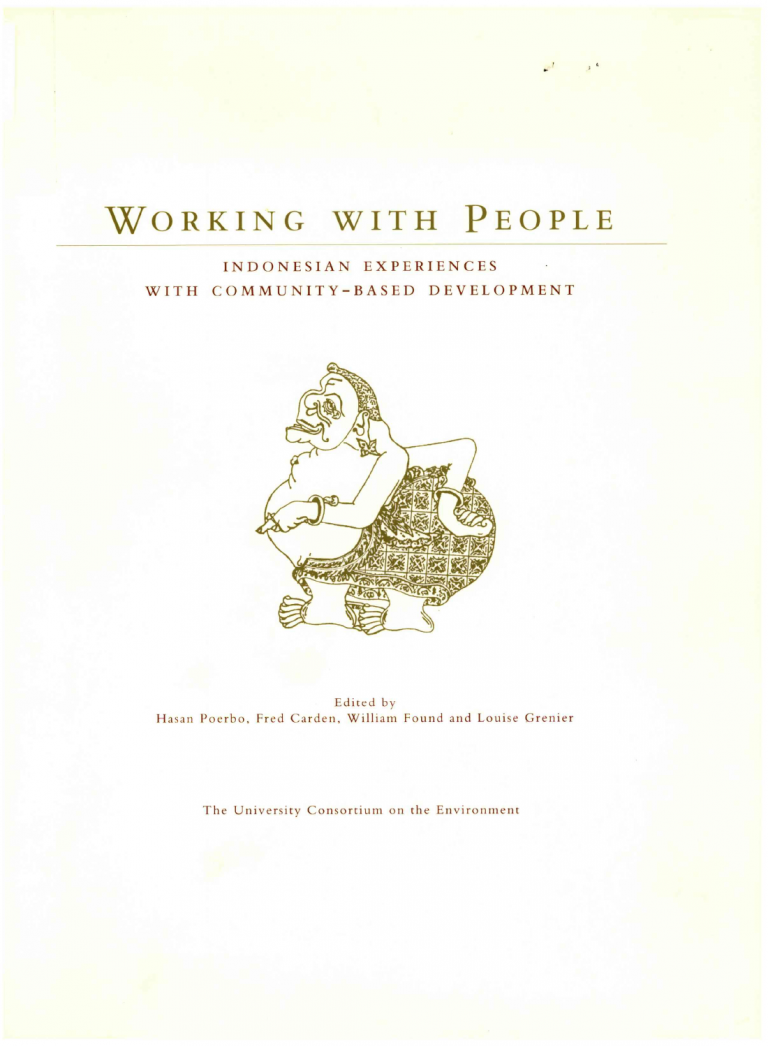 WORKING WITH PEOPLE
INDONESIAN EXPERIENCES
WITH COMMUNITY-BASED DEVELOPMENT
Edited by
Hasan Poerbo, Fred Carden, William Found and Louise Grenier
The University Consortium on the Environment